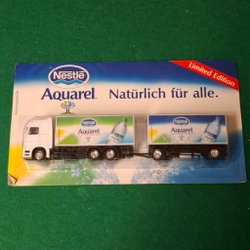 Nestlé
Limited Edition
Aquarel Natürlich für alle.
Nestlé
Aquarel
Nestlé
Aquarel